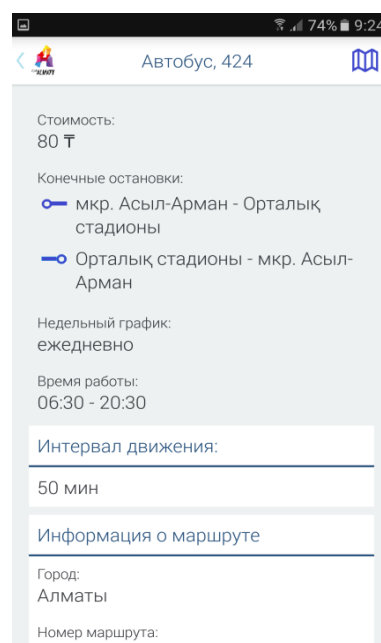 74% 9:24
Автобус, 424
Стоимость:
80 ₸
Конечные остановки:
мкр. Асыл-Арман - Орталық
стадионы
Орталық стадионы - мкр. Асыл-
Арман
Недельный график:
ежедневно
Время работы:
06:30 - 20:30
Интервал движения:
50 мин
Информация о маршруте
Город:
Алматы
Номер маршрута: